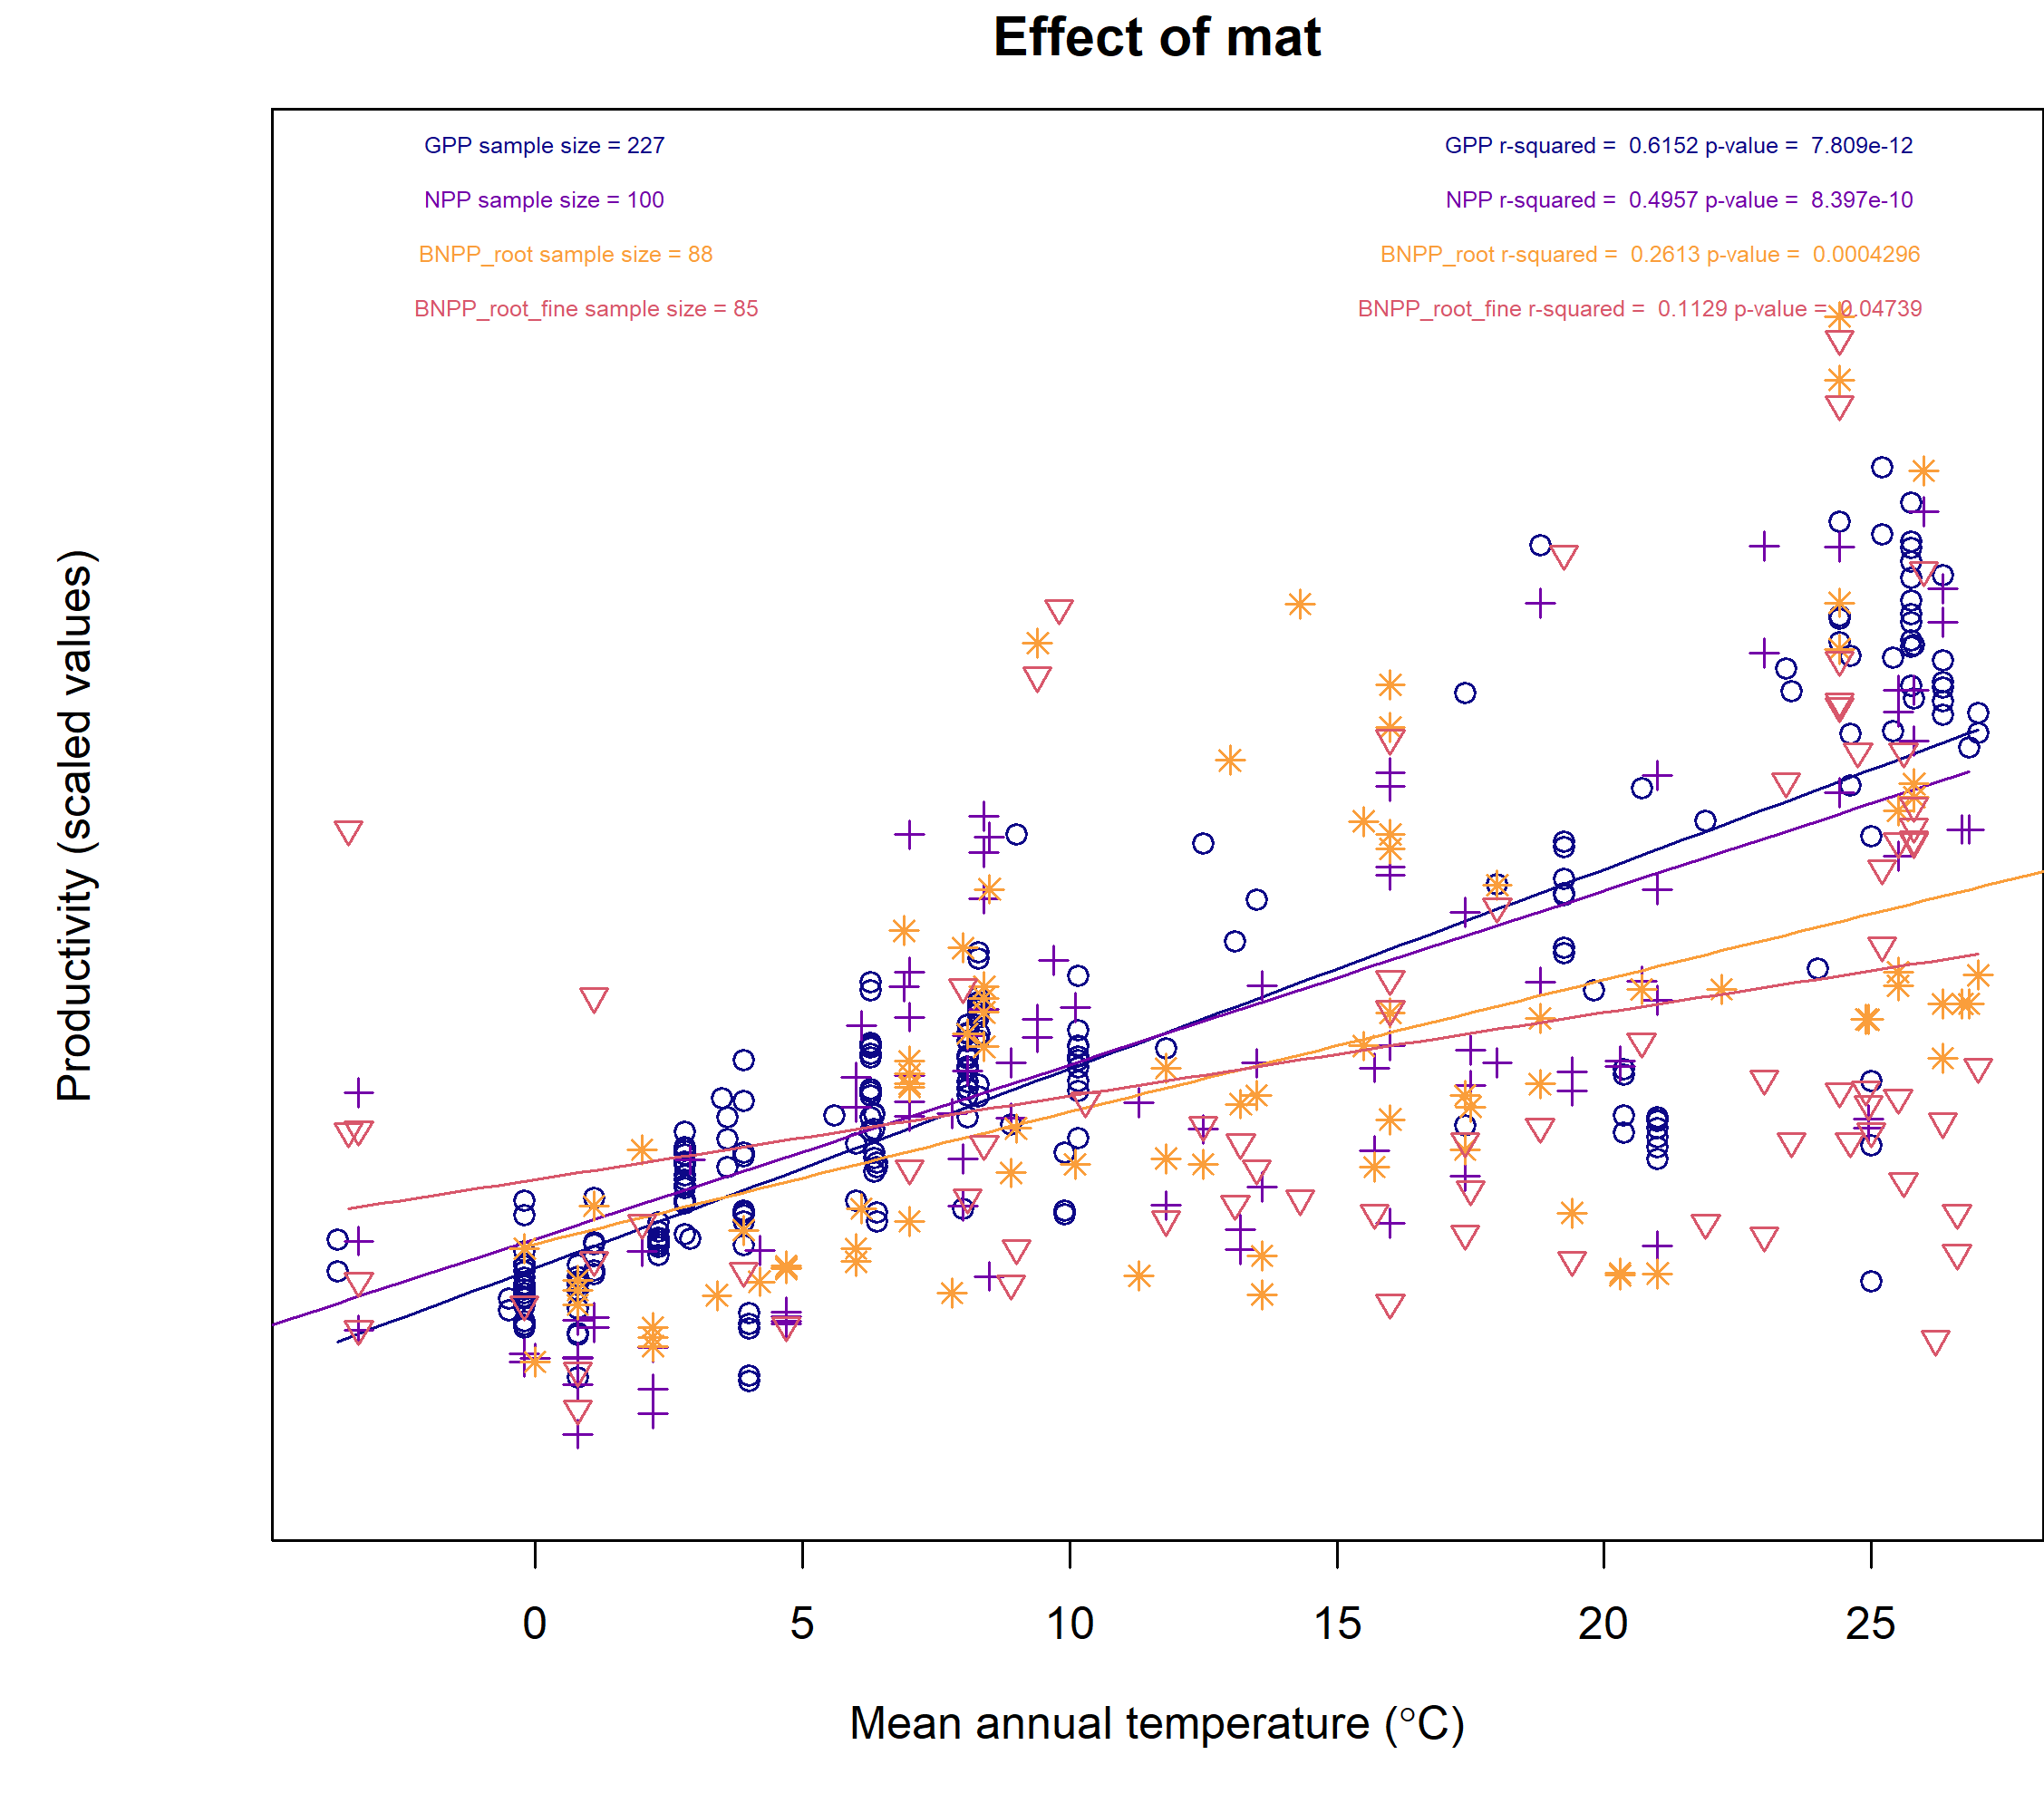 Effect of mat
GPP sample size = 227
NPP sample size = 100
BNPP_root sample size = 88
BNPP_root_fine sample size = 85
GPP r-squared = 0.6152 p-value = 7.809e-12
NPP r-squared = 0.4957 p-value = 8.397e-10
BNPP_root r-squared = 0.2613 p-value = 0.0004296
BNPP_root_fine r-squared = 0.1129 p-value = 0.04739
Productivity (scaled values)
0 5 10 15 20 25
Mean annual temperature (°C)